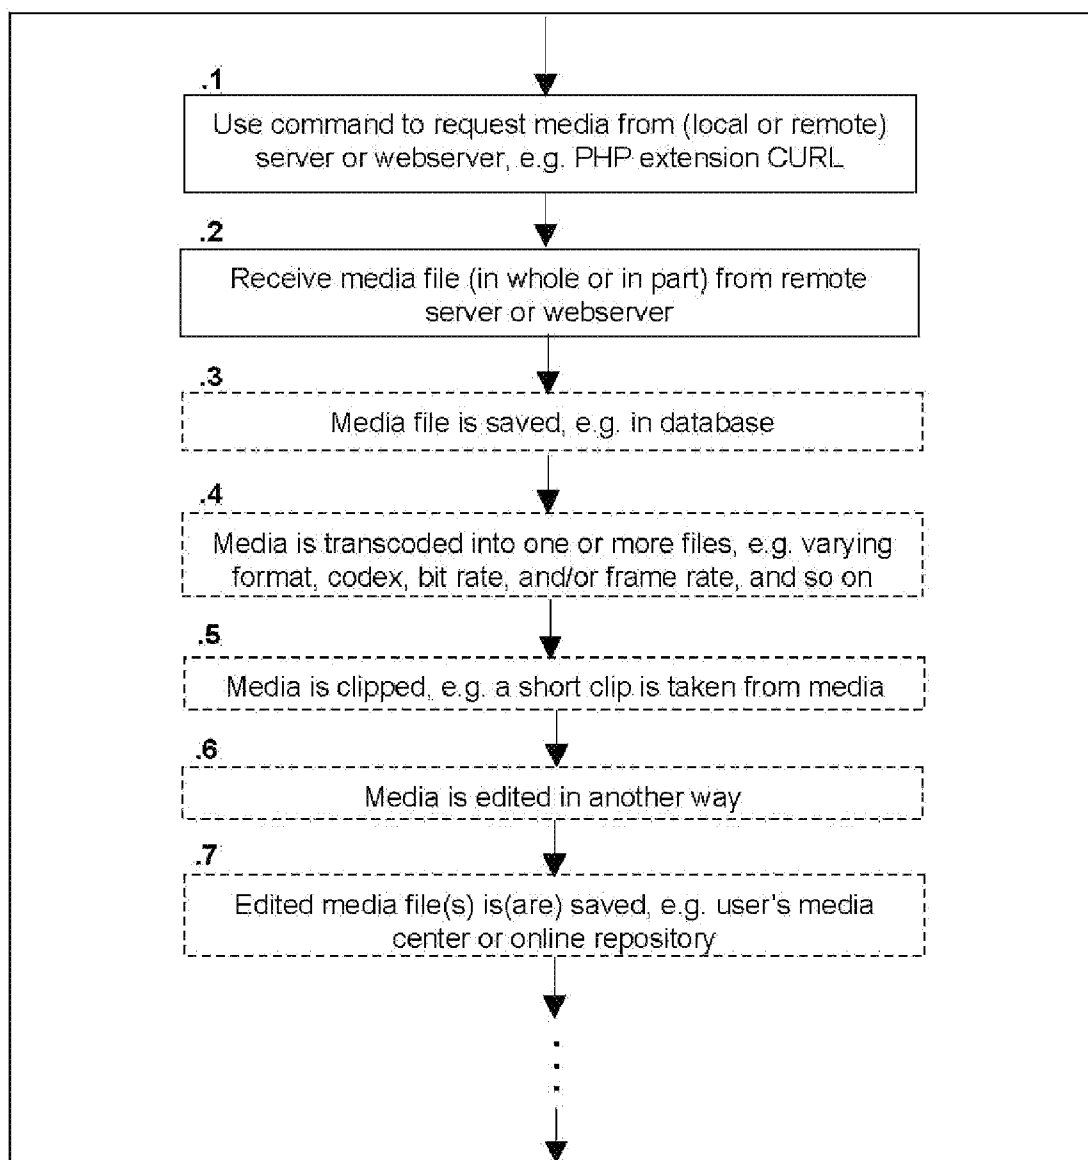 .1
Use command to request media from (local or remote)
server or webserver, e.g. PHP extension CURL
.2
Receive media file (in whole or in part) from remote
server or webserver
.3
Media file is saved, e.g. in database
.4
Media is transcoded into one or more files, e.g. varying
format, codex, bit rate, and/or frame rate, and so on
.5
Media is clipped, e.g. a short clip is taken from media
.6
Media is edited in another way
.7
Edited media file(s) is(are) saved, e.g. user's media
center or online repository